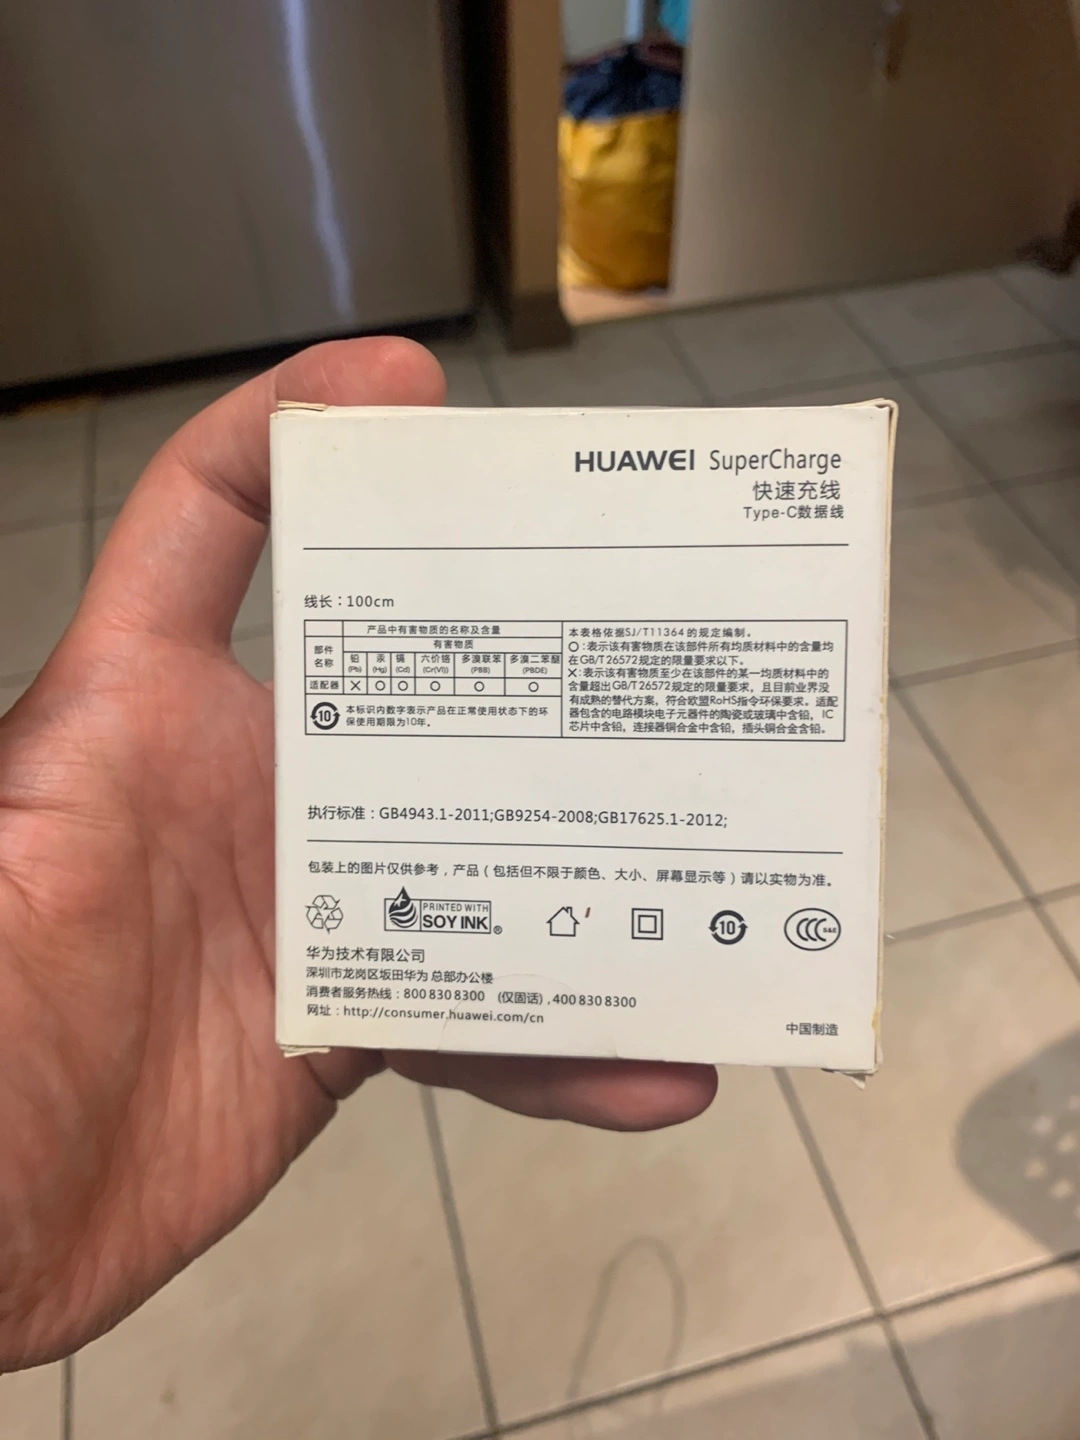 HUAWEI SuperCharge
快速充线
Type-C数据线
线长：100cm
产品中有害物质的名称及含量
部件名称
有害物质
铅 汞 镉 六价铬 多溴联苯 多溴二苯醚
(Pb) (Hg) (Cd) (Cr(VI)) (PBB) (PBDE)
适配器 X O O O O O
10 本标识内数字表示产品在正常使用状态下的环
保使用期限为10年。
本表格依据SJ/T11364的规定编制。
O：表示该有害物质在该部件所有均质材料中的含量均
在GB/T26572规定的限量要求以下。
X：表示该有害物质至少在该部件的某一均质材料中的
含量超出GB/T26572规定的限量要求，且目前业界没
有成熟的替代方案，符合欧盟RoHS指令环保要求。适配
器包含的电路模块电子元器件的陶瓷或玻璃中含铅，IC
芯片中含铅，连接器铜合金中含铅，插头铜合金含铅。
执行标准：GB4943.1-2011;GB9254-2008;GB17625.1-2012;
包装上的图片仅供参考，产品（包括但不限于颜色、大小、屏幕显示等）请以实物为准。
PRINTED WITH
SOY INK®
10
CCC S&E
华为技术有限公司
深圳市龙岗区坂田华为总部办公楼
消费者服务热线：800 830 8300 (仅固话)，400 830 8300
网址：http://consumer.huawei.com/cn
中国制造